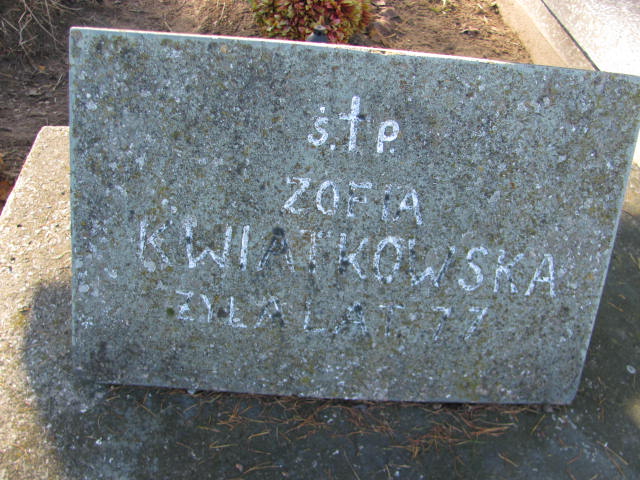 Ś.†P.
ZOFIA
KWIATKOWSKA
ŻYŁA LAT 77